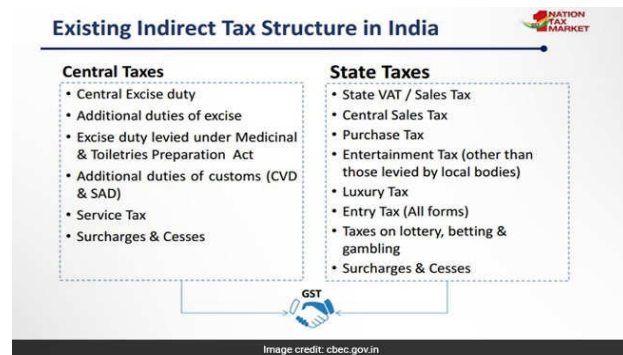 Existing Indirect Tax Structure in India
1 NATION
TAX
MARKET
Central Taxes
• Central Excise duty
• Additional duties of excise
• Excise duty levied under Medicinal
& Toiletries Preparation Act
• Additional duties of customs (CVD
& SAD)
• Service Tax
• Surcharges & Cesses
State Taxes
• State VAT / Sales Tax
• Central Sales Tax
• Purchase Tax
• Entertainment Tax (other than
those levied by local bodies)
• Luxury Tax
• Entry Tax (All forms)
• Taxes on lottery, betting &
gambling
• Surcharges & Cesses
GST
Image credit: cbec.gov.in